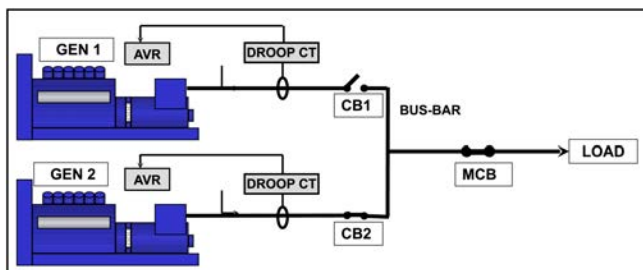 GEN 1
AVR
DROOP CT
CB1
BUS-BAR
LOAD
MCB
GEN 2
AVR
DROOP CT
CB2